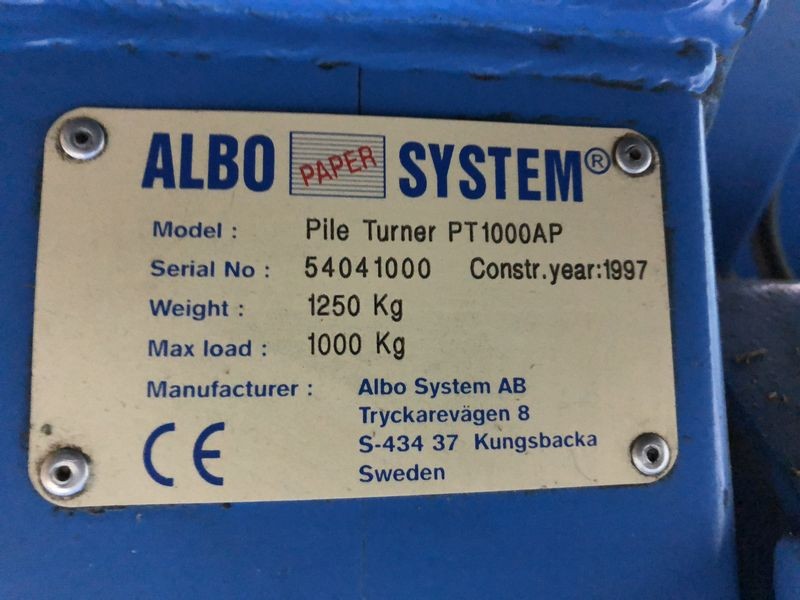 ALBO PAPER SYSTEM®
Model : Pile Turner PT1000AP
Serial No : 54041000 Constr.year:1997
Weight : 1250 Kg
Max load : 1000 Kg
Manufacturer : Albo System AB
Tryckarevägen 8
S-434 37 Kungsbacka
Sweden
CE